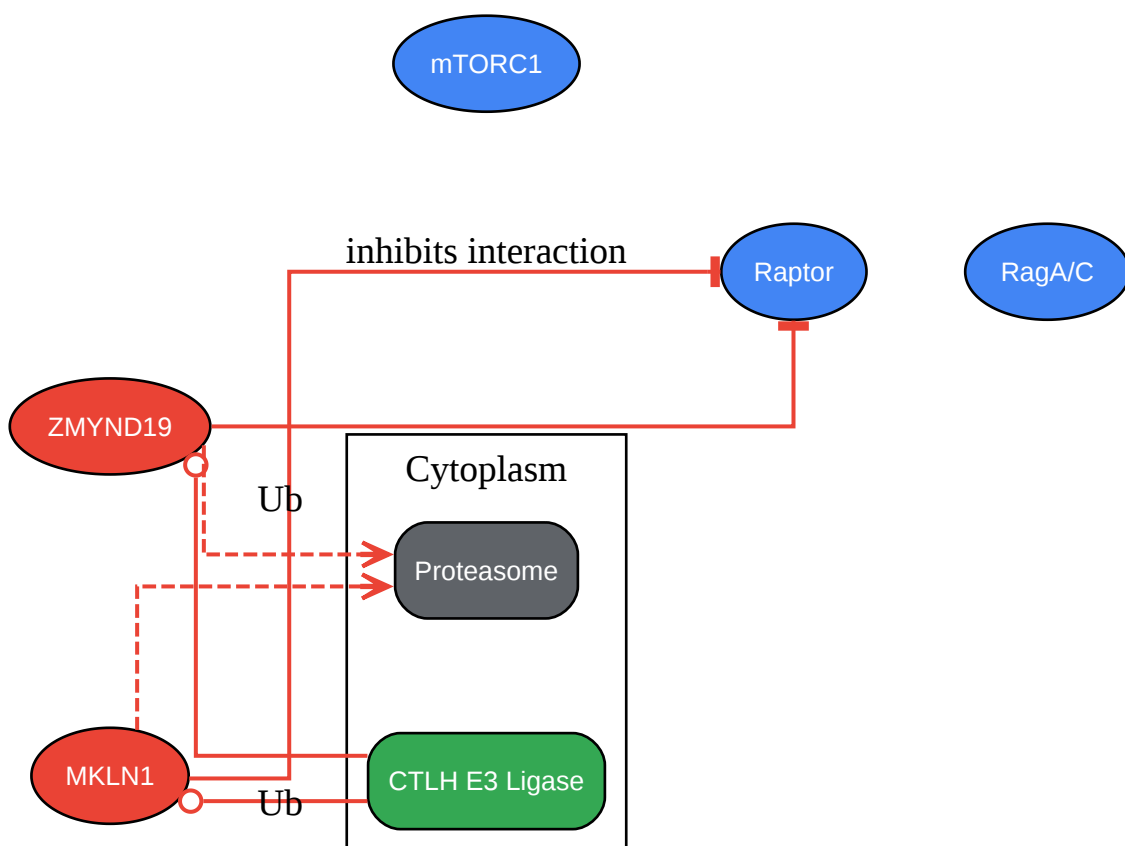 mTORC1
inhibits interaction
Raptor
RagA/C
ZMYND19
Cytoplasm
Ub
Proteasome
MKLN1
CTLH E3 Ligase
Ub